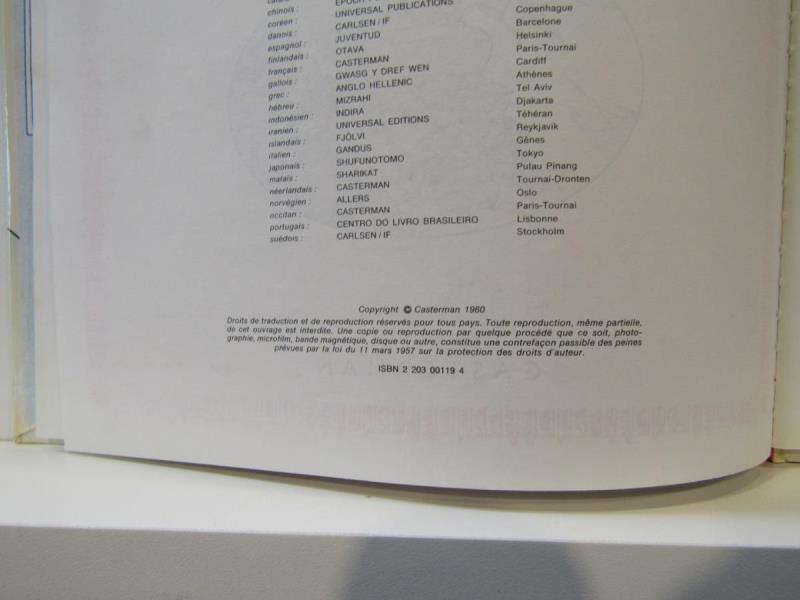 chinois : EPOCH
coréen : UNIVERSAL PUBLICATIONS
danois : CARLSEN / IF Copenhague
espagnol : JUVENTUD Barcelone
finlandais : OTAVA Helsinki
français : CASTERMAN Paris-Tournai
gallois : GWASG Y DREF WEN Cardiff
grec : ANGLO HELLENIC Athènes
hébreu : MIZRAHI Tel Aviv
indonésien : INDIRA Djakarta
iranien : UNIVERSAL EDITIONS Téhéran
islandais : FJÖLVI Reykjavik
italien : GANDUS Gênes
japonais : SHUFUNOTOMO Tokyo
malais : SHARIKAT Pulau Pinang
néerlandais : CASTERMAN Tournai-Dronten
norvégien : ALLERS Oslo
occitan : CASTERMAN Paris-Tournai
portugais : CENTRO DO LIVRO BRASILEIRO Lisbonne
suédois : CARLSEN / IF Stockholm
Copyright © Casterman 1960
Droits de traduction et de reproduction réservés pour tous pays. Toute reproduction, même partielle,
de cet ouvrage est interdite. Une copie ou reproduction par quelque procédé que ce soit, photo-
graphie, microfilm, bande magnétique, disque ou autre, constitue une contrefaçon passible des peines
prévues par la loi du 11 mars 1957 sur la protection des droits d'auteur.
ISBN 2 203 00119 4